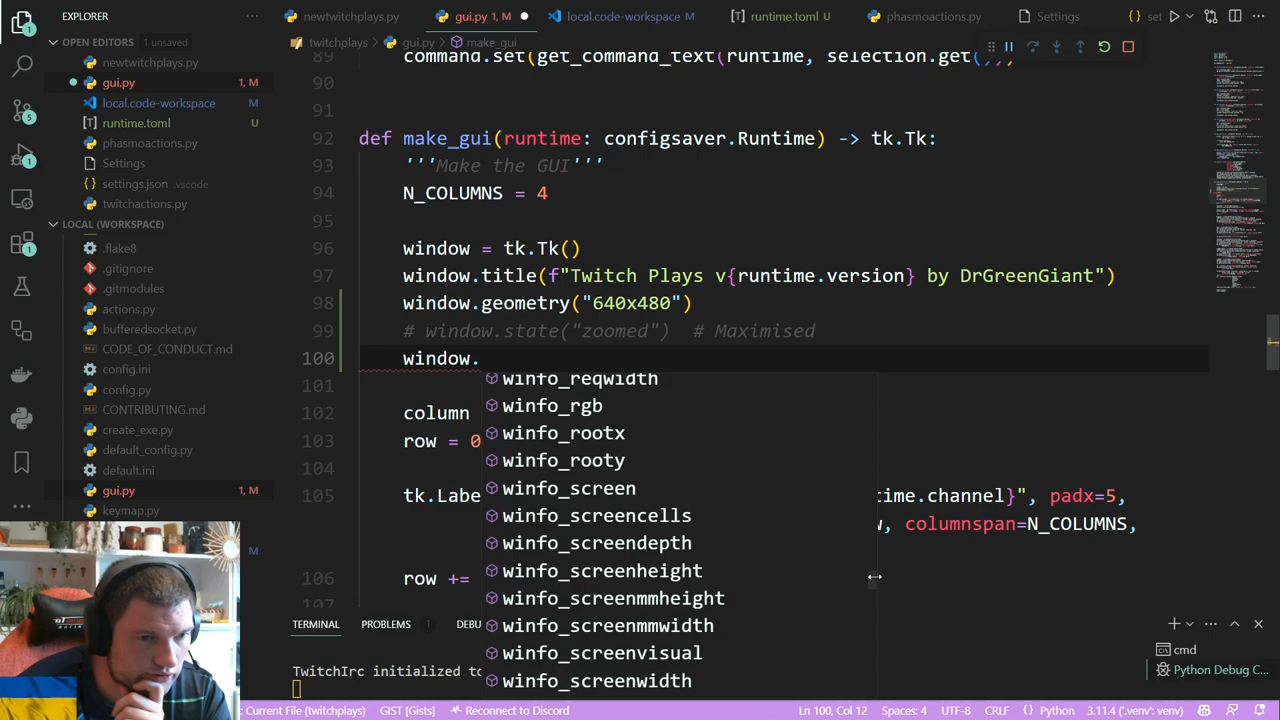 newtwitchplays.py
gui.py 1, M
local.code-workspace M
runtime.toml U
phasmoactions.py
Settings
EXPLORER
twitchplays > gui.py > make_gui
OPEN EDITORS 1 unsaved
newtwitchplays.py
gui.py 1, M
local.code-workspace M
runtime.toml U
phasmoactions.py
Settings
settings.json .vscode
twitchactions.py
LOCAL (WORKSPACE)
.flake8
.gitignore
.gitmodules
actions.py
bufferedsocket.py
CODE_OF_CONDUCT.md
config.ini
config.py
CONTRIBUTING.md
create_exe.py
default_config.py
default.ini
gui.py 1, M
keymap.py
M
89 command.set(get_command_text(runtime, selection.get()))
90
91
92 def make_gui(runtime: configsaver.Runtime) -> tk.Tk:
93 '''Make the GUI'''
94 N_COLUMNS = 4
95
96 window = tk.Tk()
97 window.title(f"Twitch Plays v{runtime.version} by DrGreenGiant")
98 window.geometry("640x480")
99 # window.state("zoomed")  # Maximised
100 window.
101
102 column
103 row = 0
104
105 tk.Labe
time.channel}", padx=5,
w, columnspan=N_COLUMNS,
106 row +=
107
winfo_reqwidth
winfo_rgb
winfo_rootx
winfo_rooty
winfo_screen
winfo_screencells
winfo_screendepth
winfo_screenheight
winfo_screenmmheight
winfo_screenmmwidth
winfo_screenvisual
winfo_screenwidth
TERMINAL PROBLEMS 1 DEBU
TwitchIrc initialized to
cmd
Python Debug C...
Current File (twitchplays) GIST [Gists] Reconnect to Discord Ln 100, Col 12 Spaces: 4 UTF-8 CRLF Python 3.11.4 ('.venv': venv)